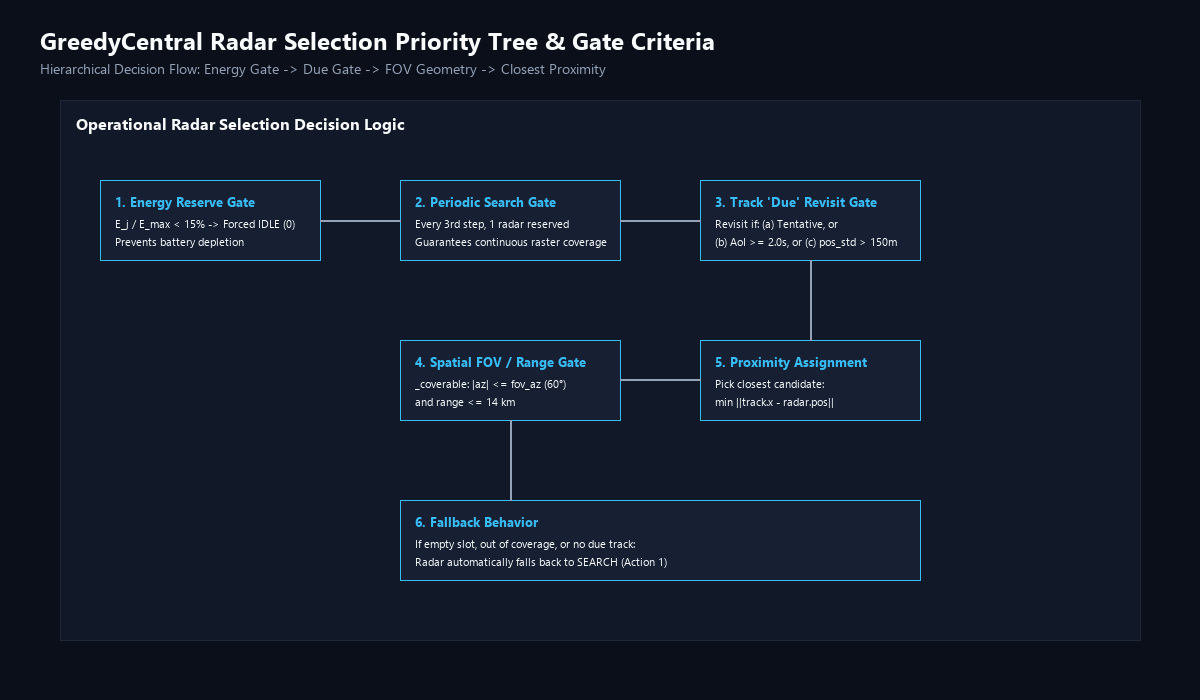 GreedyCentral Radar Selection Priority Tree & Gate Criteria
Hierarchical Decision Flow: Energy Gate -> Due Gate -> FOV Geometry -> Closest Proximity
Operational Radar Selection Decision Logic
1. Energy Reserve Gate
E_j / E_max < 15% -> Forced IDLE (0)
Prevents battery depletion
2. Periodic Search Gate
Every 3rd step, 1 radar reserved
Guarantees continuous raster coverage
3. Track 'Due' Revisit Gate
Revisit if: (a) Tentative, or
(b) AoI >= 2.0s, or (c) pos_std > 150m
4. Spatial FOV / Range Gate
_coverable: |az| <= fov_az (60°)
and range <= 14 km
5. Proximity Assignment
Pick closest candidate:
min ||track.x - radar.pos||
6. Fallback Behavior
If empty slot, out of coverage, or no due track:
Radar automatically falls back to SEARCH (Action 1)